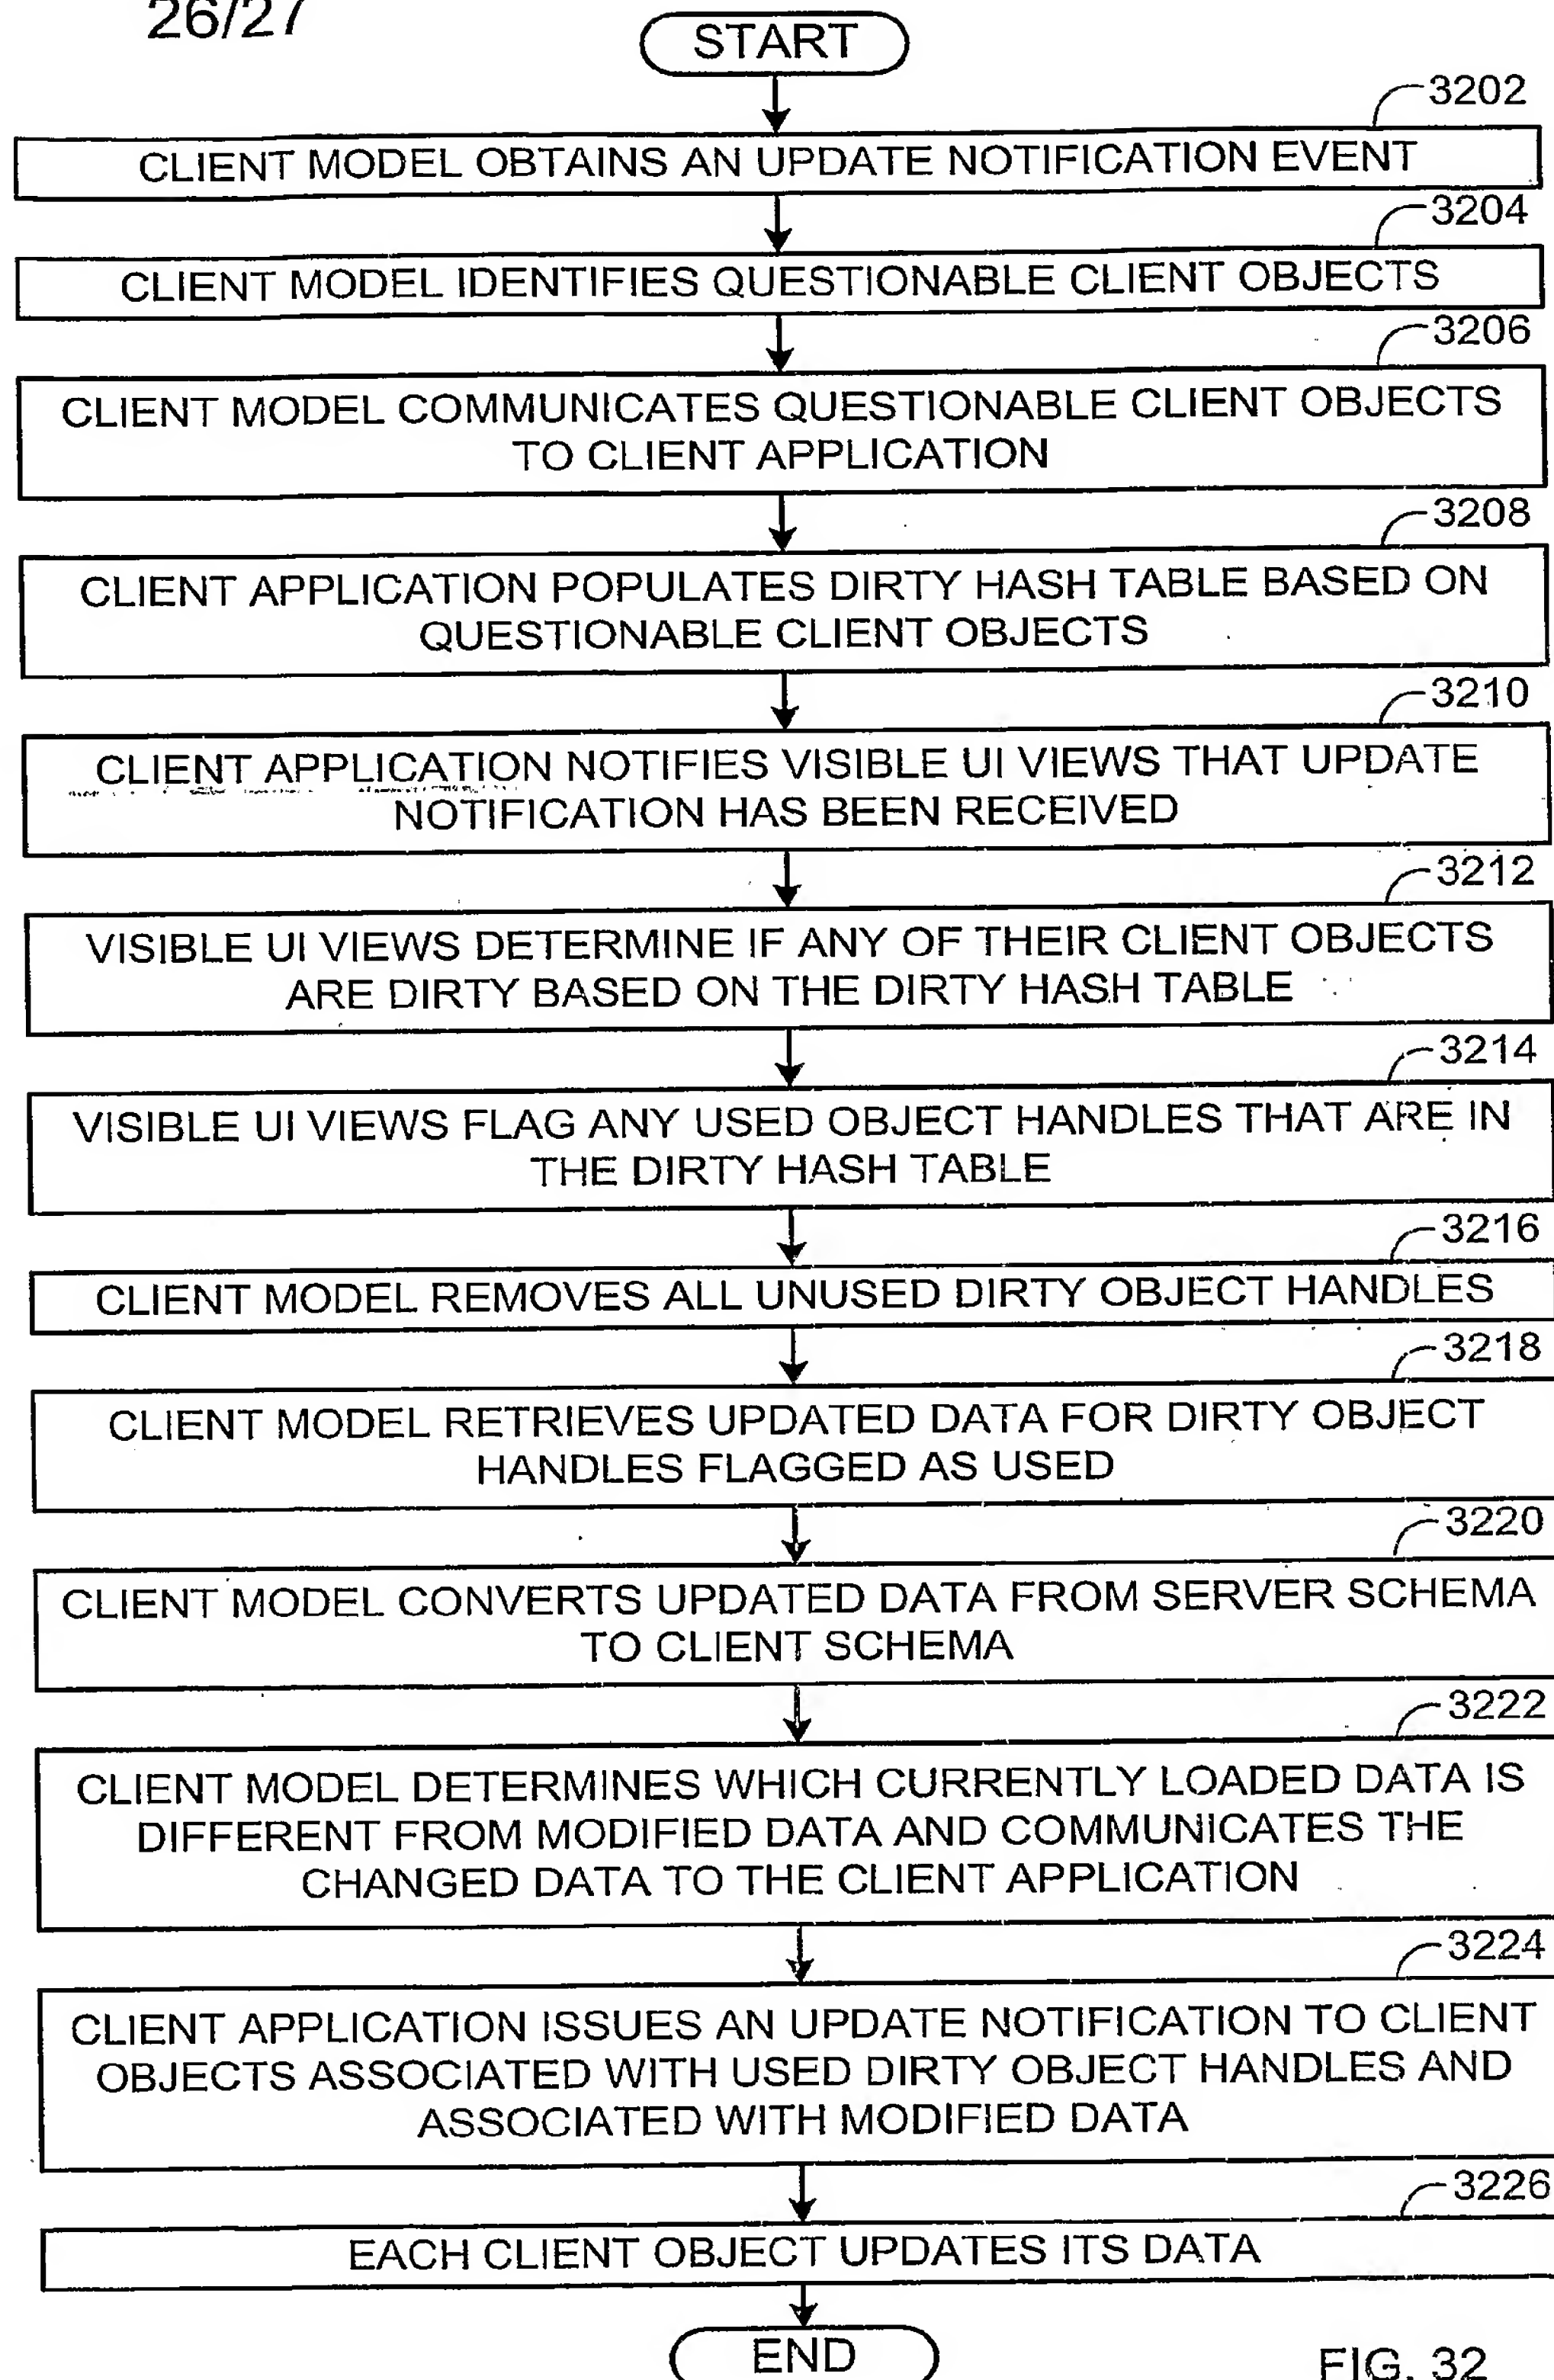 26/27
START
3202
CLIENT MODEL OBTAINS AN UPDATE NOTIFICATION EVENT
3204
CLIENT MODEL IDENTIFIES QUESTIONABLE CLIENT OBJECTS
3206
CLIENT MODEL COMMUNICATES QUESTIONABLE CLIENT OBJECTS
TO CLIENT APPLICATION
3208
CLIENT APPLICATION POPULATES DIRTY HASH TABLE BASED ON
QUESTIONABLE CLIENT OBJECTS
3210
CLIENT APPLICATION NOTIFIES VISIBLE UI VIEWS THAT UPDATE
NOTIFICATION HAS BEEN RECEIVED
3212
VISIBLE UI VIEWS DETERMINE IF ANY OF THEIR CLIENT OBJECTS
ARE DIRTY BASED ON THE DIRTY HASH TABLE
3214
VISIBLE UI VIEWS FLAG ANY USED OBJECT HANDLES THAT ARE IN
THE DIRTY HASH TABLE
3216
CLIENT MODEL REMOVES ALL UNUSED DIRTY OBJECT HANDLES
3218
CLIENT MODEL RETRIEVES UPDATED DATA FOR DIRTY OBJECT
HANDLES FLAGGED AS USED
3220
CLIENT MODEL CONVERTS UPDATED DATA FROM SERVER SCHEMA
TO CLIENT SCHEMA
3222
CLIENT MODEL DETERMINES WHICH CURRENTLY LOADED DATA IS
DIFFERENT FROM MODIFIED DATA AND COMMUNICATES THE
CHANGED DATA TO THE CLIENT APPLICATION
3224
CLIENT APPLICATION ISSUES AN UPDATE NOTIFICATION TO CLIENT
OBJECTS ASSOCIATED WITH USED DIRTY OBJECT HANDLES AND
ASSOCIATED WITH MODIFIED DATA
3226
EACH CLIENT OBJECT UPDATES ITS DATA
END
FIG. 32